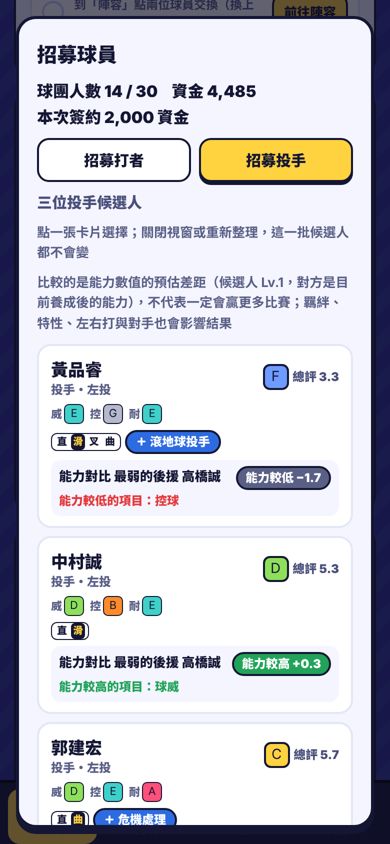 到「陣容」點兩位球員交換（換上
前往陣容
招募球員
球團人數 14 / 30 資金 4,485
本次簽約 2,000 資金
招募打者
招募投手
三位投手候選人
點一張卡片選擇；關閉視窗或重新整理，這一批候選人
都不會變
比較的是能力數值的預估差距（候選人 Lv.1，對方是目
前養成後的能力），不代表一定會贏更多比賽；羈絆、
特性、左右打與對手也會影響結果
黃品睿
F 總評 3.3
投手・左投
威 E 控 G 耐 E
直 滑 叉 曲 + 滾地球投手
能力對比 最弱的後援 高橋誠 能力較低 −1.7
能力較低的項目：控球
中村誠
D 總評 5.3
投手・左投
威 D 控 B 耐 E
直 滑
能力對比 最弱的後援 高橋誠 能力較高 +0.3
能力較高的項目：球威
郭建宏
C 總評 5.7
投手・左投
威 D 控 E 耐 A
直 曲 + 危機處理